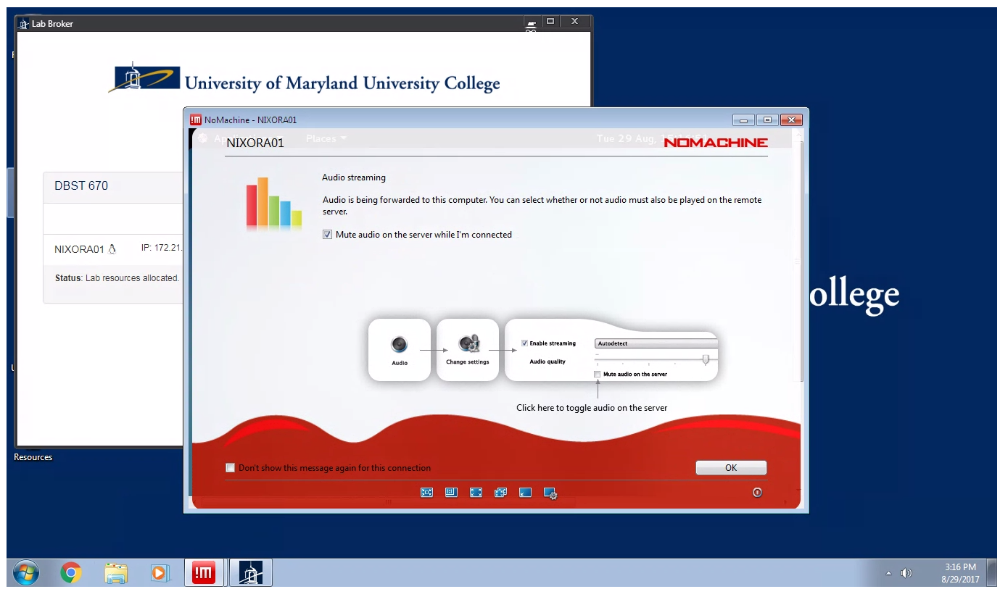 Lab Broker
University of Maryland University College
NoMachine - NIXORA01
Places
Tue 29 Aug,
NIXORA01
NOMACHINE
DBST 670
Audio streaming
Audio is being forwarded to this computer. You can select whether or not audio must also be played on the remote
server.
Mute audio on the server while I'm connected
NIXORA01
IP: 172.21.
Status: Lab resources allocated.
ollege
Enable streaming
Autodetect
Audio
Change settings
Audio quality
Mute audio on the server
Click here to toggle audio on the server
Resources
Don't show this message again for this connection
OK
!m
3:16 PM
8/29/2017